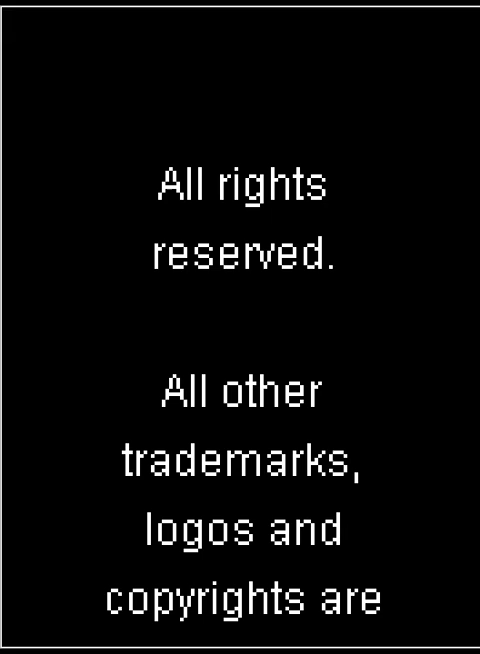 All rights
reserved.
All other
trademarks,
logos and
copyrights are